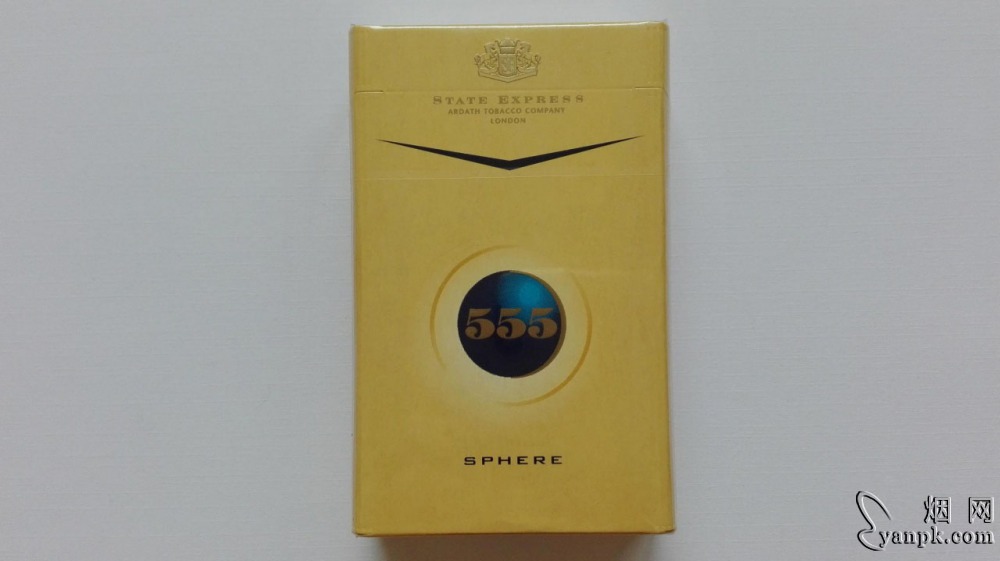 STATE EXPRESS
ARDATH TOBACCO COMPANY
LONDON
555
SPHERE
烟网
yanpk.com